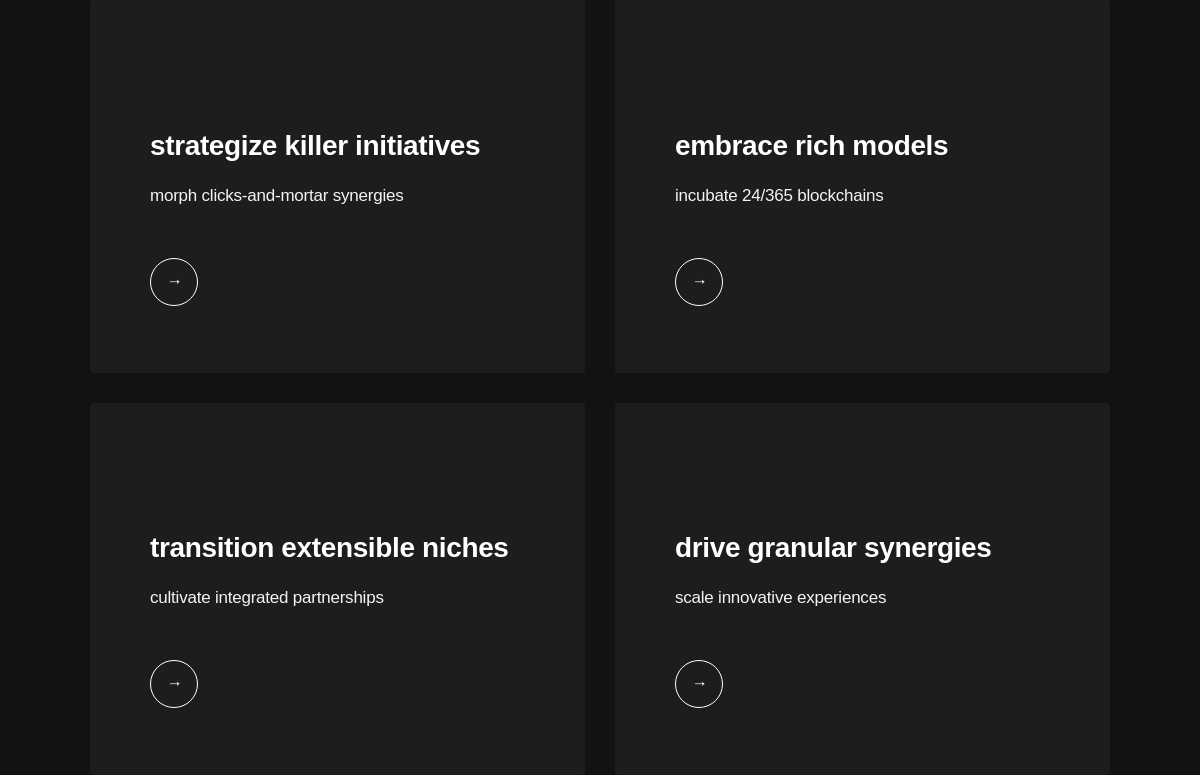 strategize killer initiatives
morph clicks-and-mortar synergies
→
embrace rich models
incubate 24/365 blockchains
→
transition extensible niches
cultivate integrated partnerships
→
drive granular synergies
scale innovative experiences
→